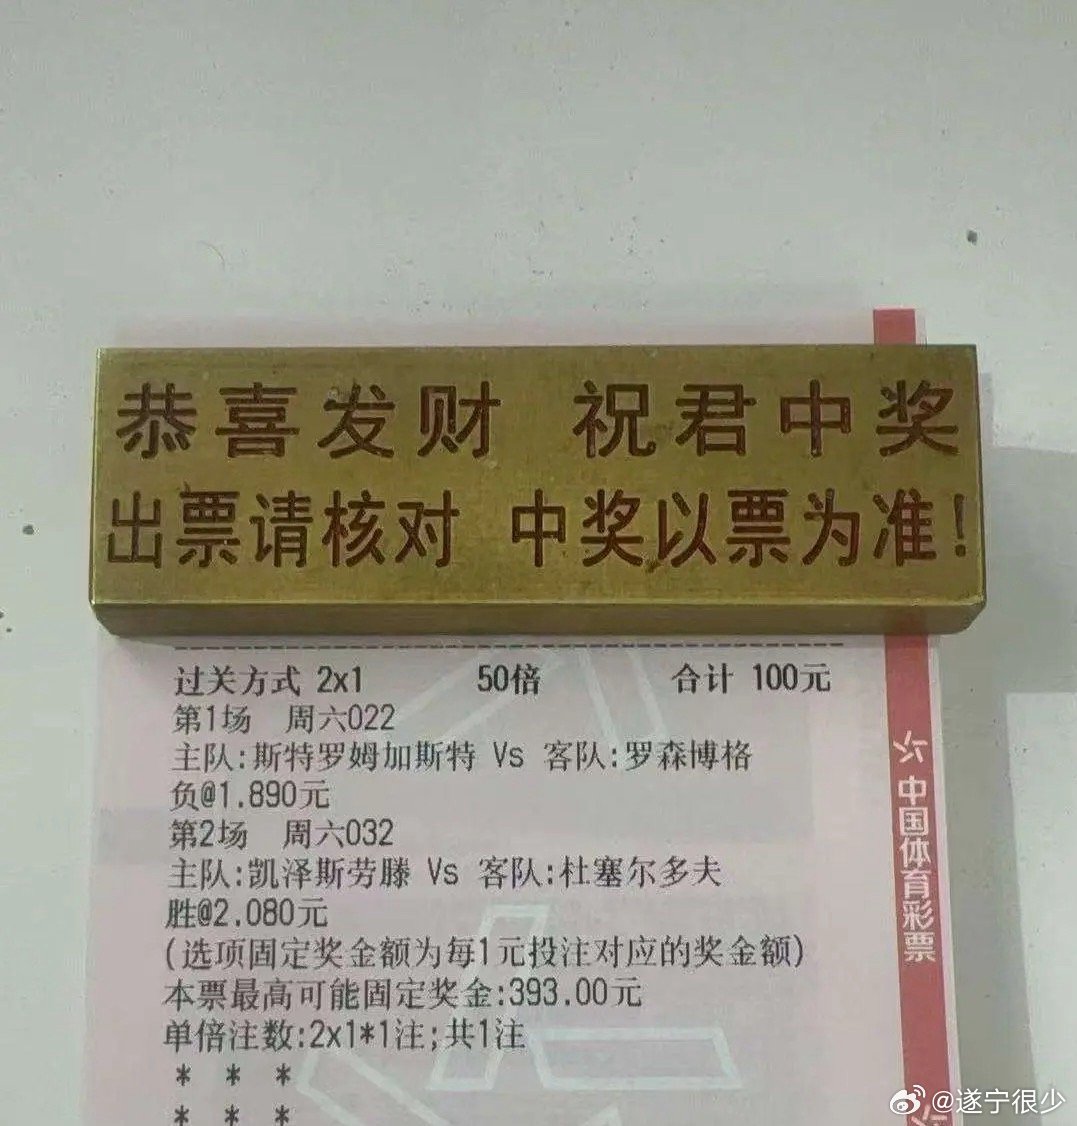 恭喜发财 祝君中奖
出票请核对 中奖以票为准!
过关方式 2x1 50倍 合计 100元
第1场 周六022
主队:斯特罗姆加斯特 Vs 客队:罗森博格
负@1.890元
第2场 周六032
主队:凯泽斯劳滕 Vs 客队:杜塞尔多夫
胜@2.080元
(选项固定奖金额为每1元投注对应的奖金额)
本票最高可能固定奖金:393.00元
单倍注数:2x1*1注;共1注
* * *
* * *
中国体育彩票
@遂宁很少